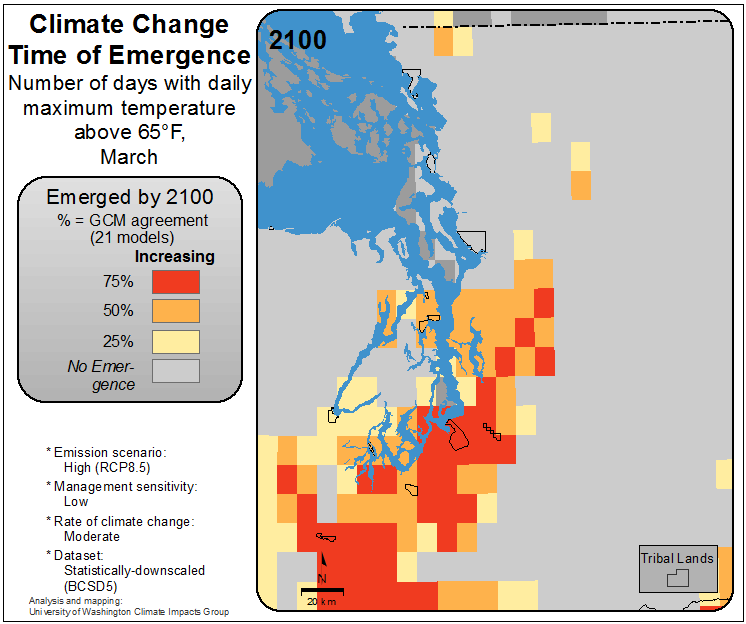 Climate Change
Time of Emergence
Number of days with daily
maximum temperature
above 65°F,
March
Emerged by 2100
% = GCM agreement
(21 models)
Increasing
75%
50%
25%
No Emer-
gence
* Emission scenario:
High (RCP8.5)
* Management sensitivity:
Low
* Rate of climate change:
Moderate
* Dataset:
Statistically-downscaled
(BCSD5)
Analysis and mapping:
University of Washington Climate Impacts Group
2100
N
20 km
Tribal Lands